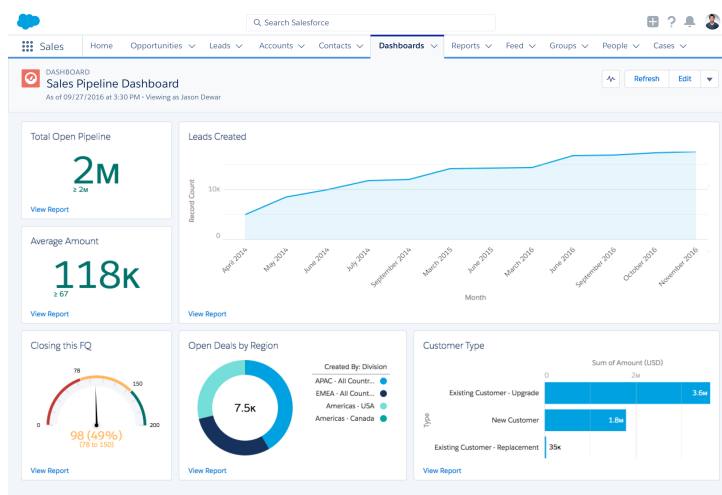 Search Salesforce
Sales
Home
Opportunities
Leads
Accounts
Contacts
Dashboards
Reports
Feed
Groups
People
Cases
DASHBOARD
Sales Pipeline Dashboard
As of 09/27/2016 at 3:30 PM - Viewing as Jason Dewar
Refresh
Edit
Total Open Pipeline
2M
≥ 2M
View Report
Average Amount
118K
≥ 67
View Report
Leads Created
Record Count
10K
0
April 2014
May 2014
June 2014
July 2014
September 2014
March 2015
June 2015
March 2016
June 2016
September 2016
October 2016
November 2016
Month
View Report
Closing this FQ
78
150
0
200
98 (49%)
(78 to 150)
View Report
Open Deals by Region
7.5K
Created By: Division
APAC - All Countr...
EMEA - All Count...
Americas - USA
Americas - Canada
View Report
Customer Type
Sum of Amount (USD)
0
2M
Type
Existing Customer - Upgrade
3.6M
New Customer
1.8M
Existing Customer - Replacement
35K
View Report